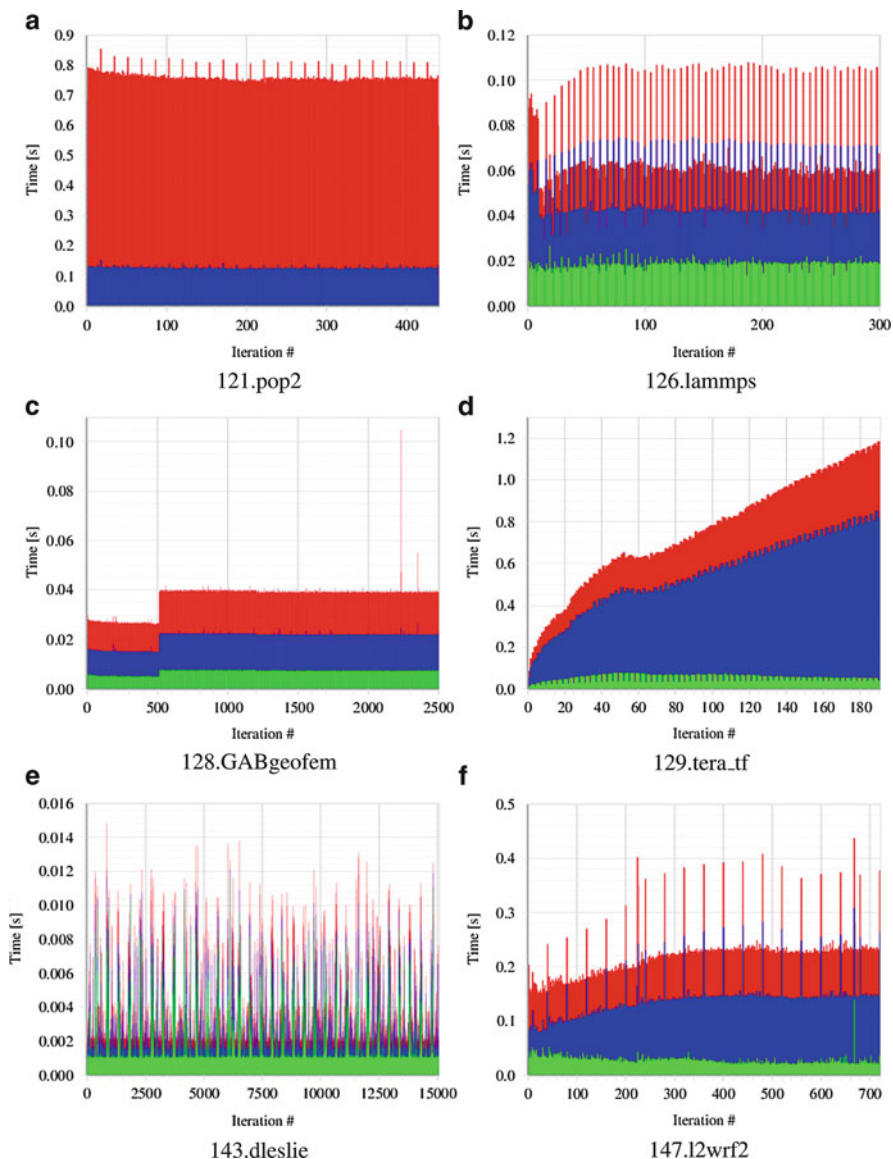 a
0.9
0.8
0.7
0.6
0.5
0.4
0.3
0.2
0.1
0.0
Time [s]
0 100 200 300 400
Iteration #
121.pop2
b
0.12
0.10
0.08
0.06
0.04
0.02
0.00
Time [s]
0 100 200 300
Iteration #
126.lammps
c
0.10
0.08
0.06
0.04
0.02
0.00
Time [s]
0 500 1000 1500 2000 2500
Iteration #
128.GABgeofem
d
1.2
1.0
0.8
0.6
0.4
0.2
0.0
Time [s]
0 20 40 60 80 100 120 140 160 180
Iteration #
129.tera_tf
e
0.016
0.014
0.012
0.010
0.008
0.006
0.004
0.002
0.000
Time [s]
0 2500 5000 7500 10000 12500 15000
Iteration #
143.dleslie
f
0.5
0.4
0.3
0.2
0.1
0.0
Time [s]
0 100 200 300 400 500 600 700
Iteration #
147.l2wrf2